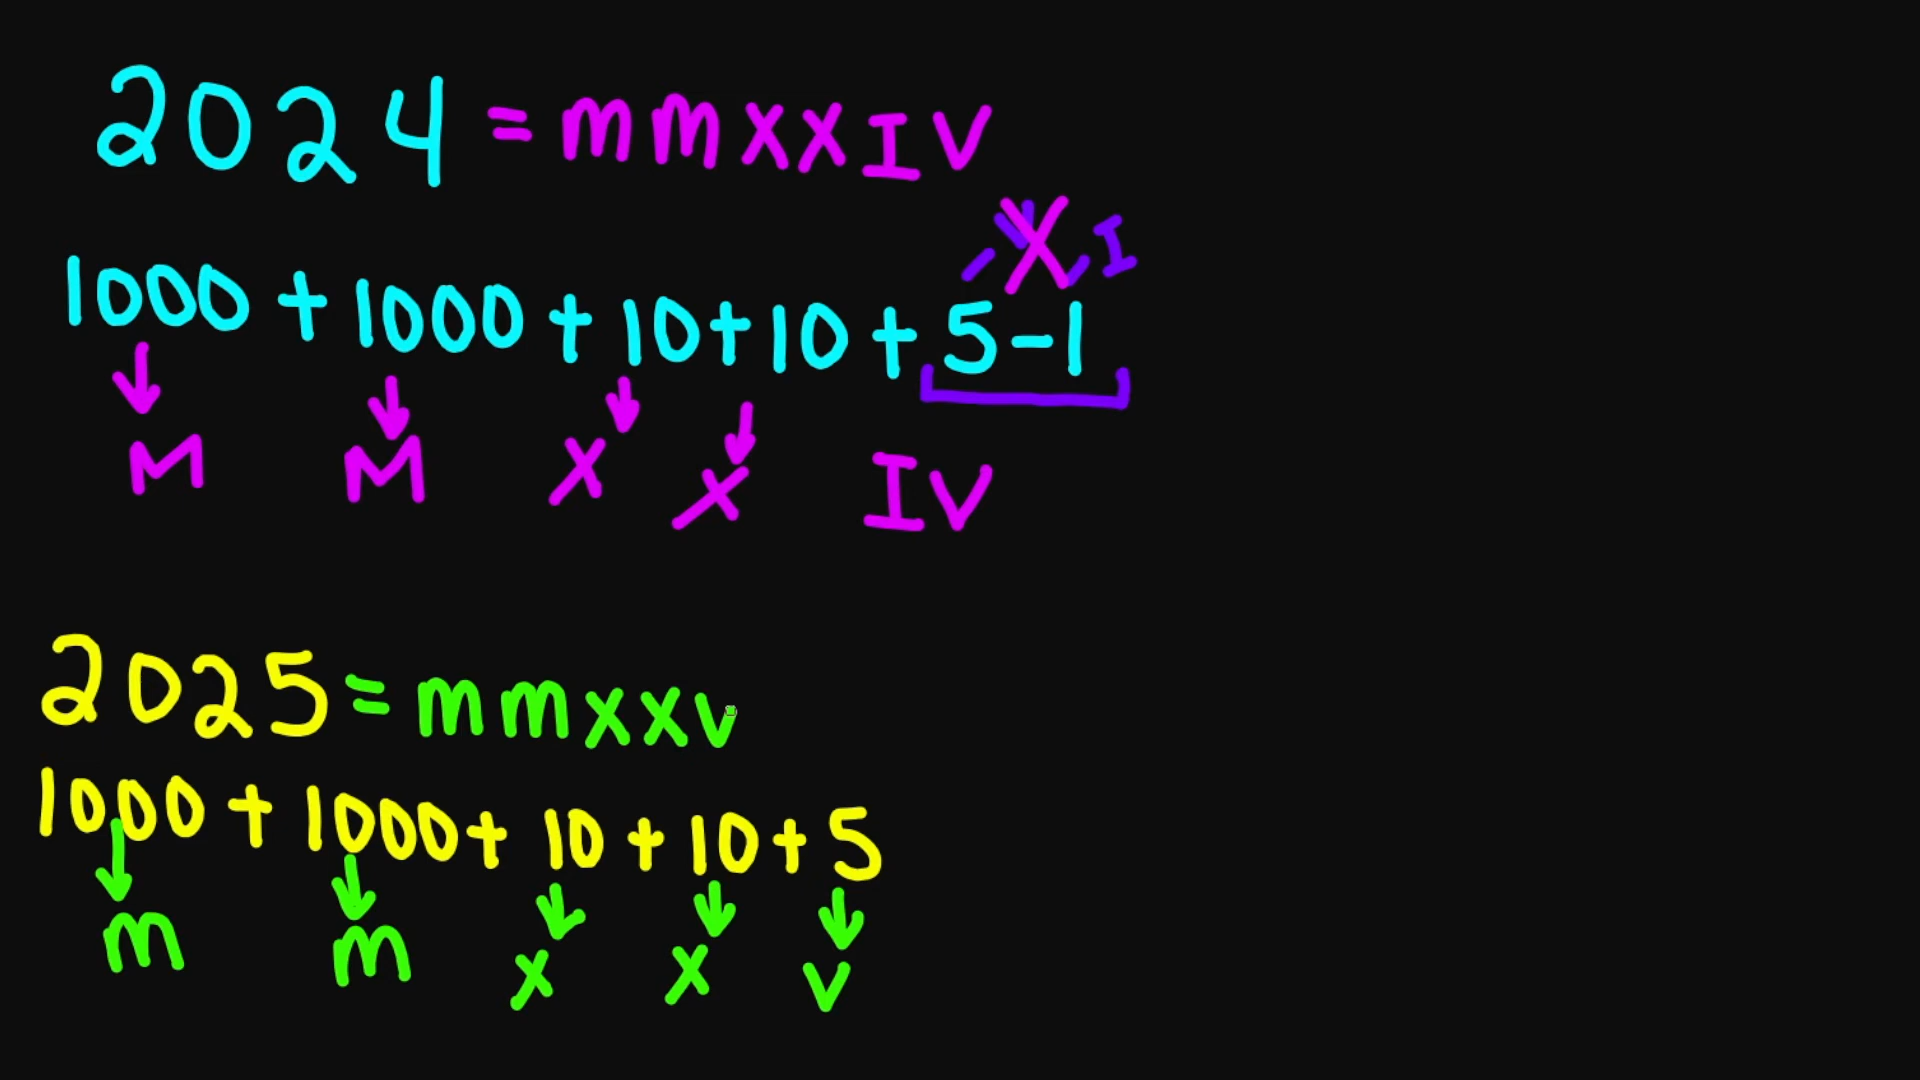 2024 = mmxxIV
X I
1000 + 1000 + 10 + 10 + 5 - 1
M M X X IV
2025 = mmxxv
1000 + 1000 + 10 + 10 + 5
m m x x v